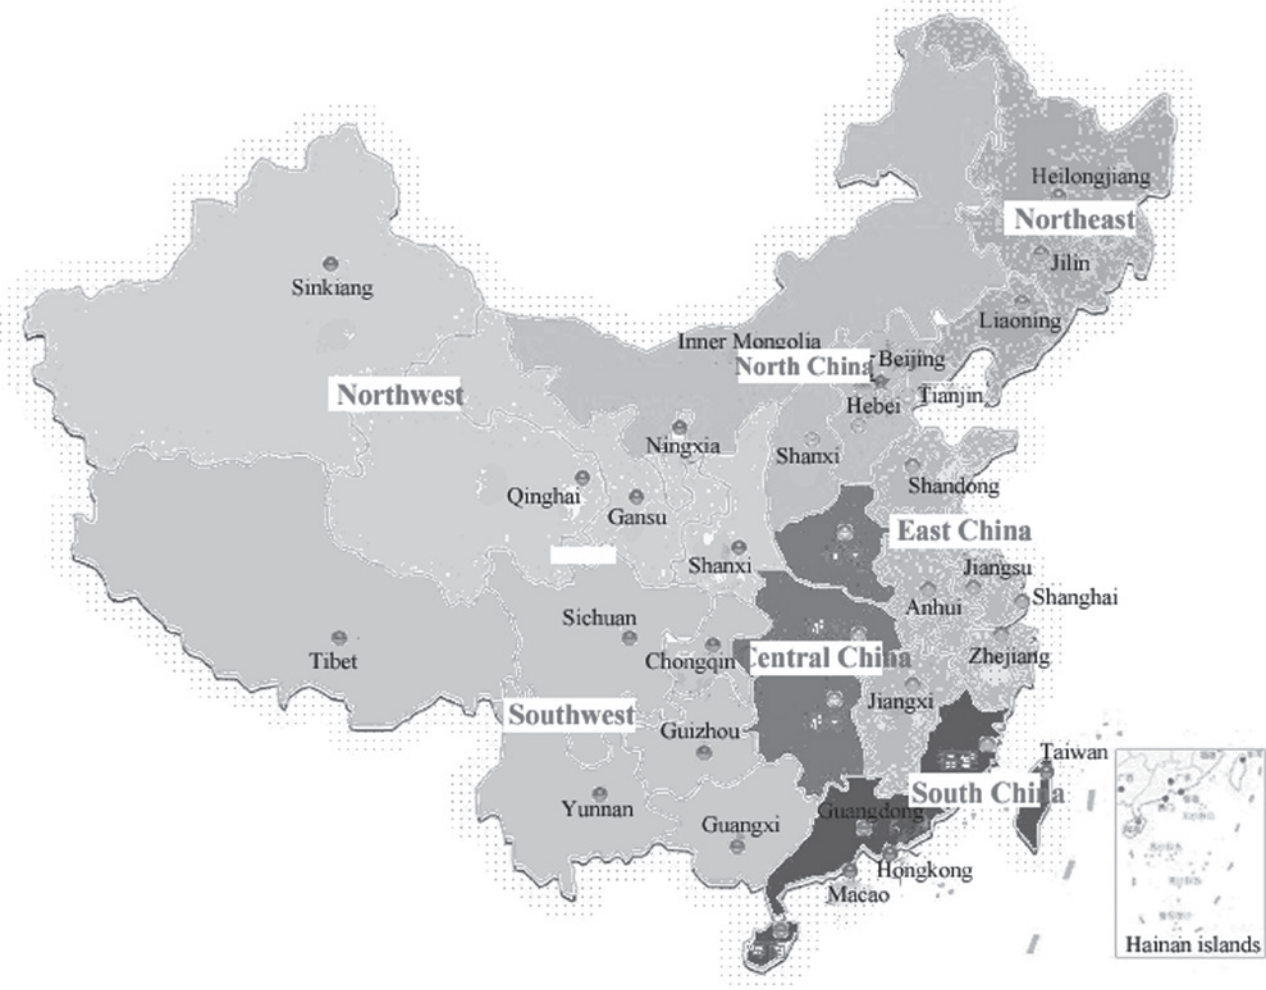 Heilongjiang
Northeast
Jilin
Sinkiang
Liaoning
Inner Mongolia
North China
Beijing
Northwest
Hebei
Tianjin
Ningxia
Shanxi
Qinghai
Shandong
Gansu
East China
Shanxi
Jiangsu
Anhui
Shanghai
Sichuan
Tibet
Chongqin
Central China
Zhejiang
Jiangxi
Southwest
Guizhou
Taiwan
South China
Yunnan
Guangxi
Guangdong
Hongkong
Macao
Hainan islands